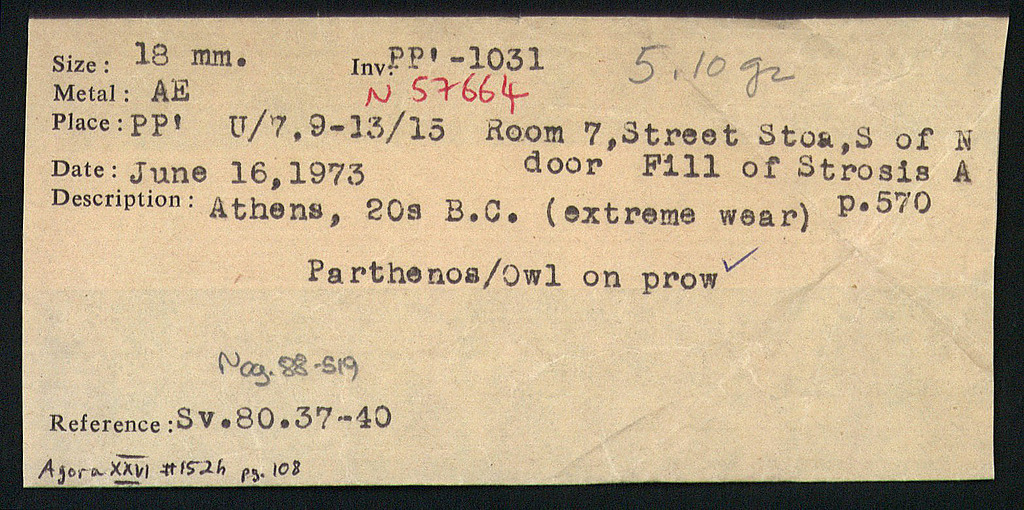 Size: 18 mm. Inv: PP'-1031 5.10 gr
Metal: AE N 57664
Place: PP' U/7,9-13/15 Room 7,Street Stoa,S of N
door Fill of Strosis A
Date: June 16,1973
Description: Athens, 20s B.C. (extreme wear) p.570
Parthenos/Owl on prow ✓
Neg. 88-519
Reference: Sv.80.37-40
Agora XXVI #152h pg. 108